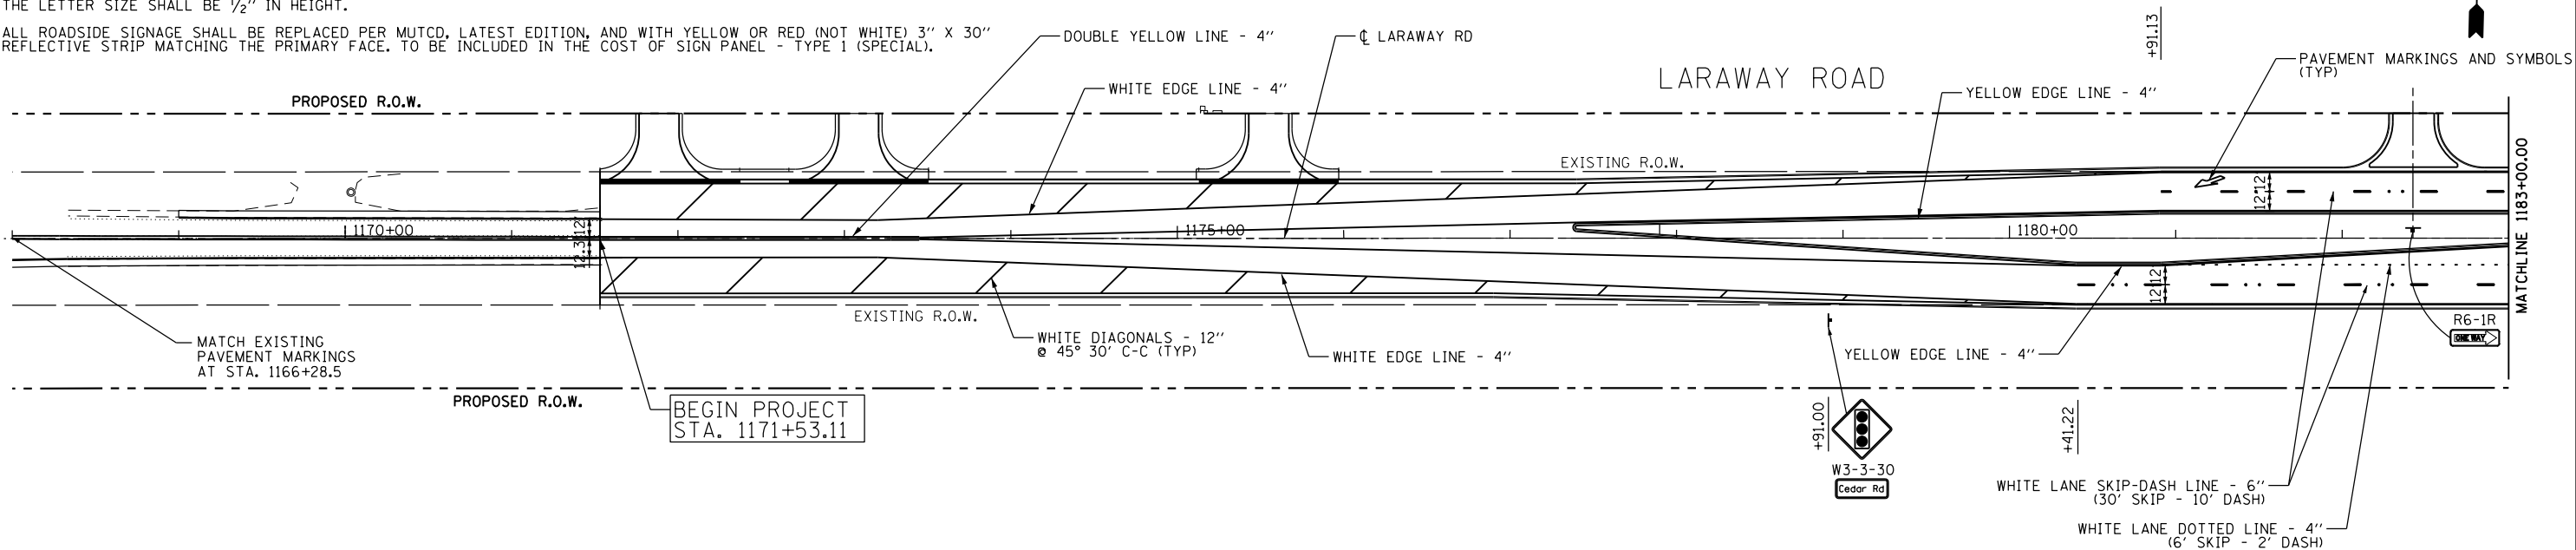 THE LETTER SIZE SHALL BE 1/2" IN HEIGHT.
ALL ROADSIDE SIGNAGE SHALL BE REPLACED PER MUTCD, LATEST EDITION, AND WITH YELLOW OR RED (NOT WHITE) 3" X 30"
REFLECTIVE STRIP MATCHING THE PRIMARY FACE. TO BE INCLUDED IN THE COST OF SIGN PANEL - TYPE 1 (SPECIAL).
DOUBLE YELLOW LINE - 4"
℄ LARAWAY RD
+91.13
PAVEMENT MARKINGS AND SYMBOLS
(TYP)
LARAWAY ROAD
WHITE EDGE LINE - 4"
YELLOW EDGE LINE - 4"
PROPOSED R.O.W.
EXISTING R.O.W.
12'
12.3'
1170+00
1175+00
1180+00
12'
12'
12'
12'
MATCHLINE 1183+00.00
EXISTING R.O.W.
MATCH EXISTING
PAVEMENT MARKINGS
AT STA. 1166+28.5
WHITE DIAGONALS - 12"
@ 45° 30' C-C (TYP)
WHITE EDGE LINE - 4"
YELLOW EDGE LINE - 4"
R6-1R
ONE WAY
PROPOSED R.O.W.
BEGIN PROJECT
STA. 1171+53.11
+91.00
W3-3-30
Cedar Rd
+41.22
WHITE LANE SKIP-DASH LINE - 6"
(30' SKIP - 10' DASH)
WHITE LANE DOTTED LINE - 4"
(6' SKIP - 2' DASH)